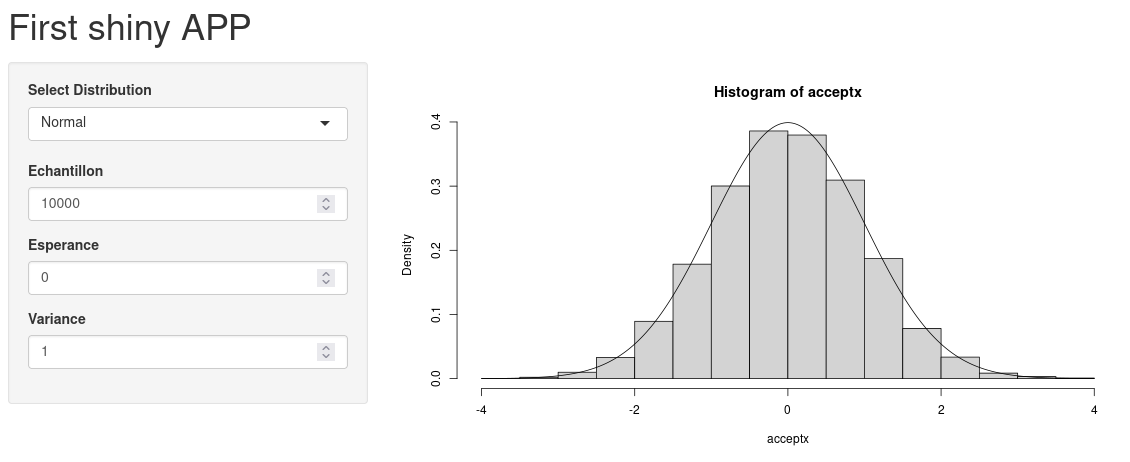 First shiny APP
Select Distribution
Normal
Echantillon
10000
Esperance
0
Variance
1
Histogram of acceptx
Density
0.4
0.3
0.2
0.1
0.0
-4 -2 0 2 4
acceptx